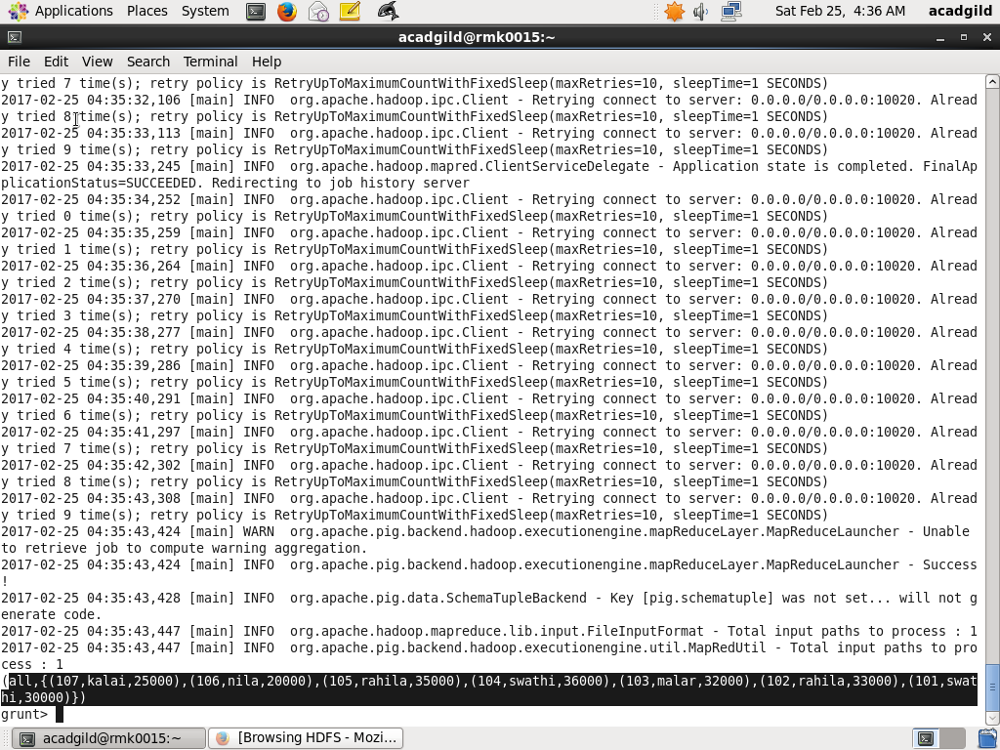 Applications Places System Sat Feb 25, 4:36 AM acadgild
acadgild@rmk0015:~
File Edit View Search Terminal Help
y tried 7 time(s); retry policy is RetryUpToMaximumCountWithFixedSleep(maxRetries=10, sleepTime=1 SECONDS)
2017-02-25 04:35:32,106 [main] INFO  org.apache.hadoop.ipc.Client - Retrying connect to server: 0.0.0.0/0.0.0.0:10020. Alread
y tried 8 time(s); retry policy is RetryUpToMaximumCountWithFixedSleep(maxRetries=10, sleepTime=1 SECONDS)
2017-02-25 04:35:33,113 [main] INFO  org.apache.hadoop.ipc.Client - Retrying connect to server: 0.0.0.0/0.0.0.0:10020. Alread
y tried 9 time(s); retry policy is RetryUpToMaximumCountWithFixedSleep(maxRetries=10, sleepTime=1 SECONDS)
2017-02-25 04:35:33,245 [main] INFO  org.apache.hadoop.mapred.ClientServiceDelegate - Application state is completed. FinalAp
plicationStatus=SUCCEEDED. Redirecting to job history server
2017-02-25 04:35:34,252 [main] INFO  org.apache.hadoop.ipc.Client - Retrying connect to server: 0.0.0.0/0.0.0.0:10020. Alread
y tried 0 time(s); retry policy is RetryUpToMaximumCountWithFixedSleep(maxRetries=10, sleepTime=1 SECONDS)
2017-02-25 04:35:35,259 [main] INFO  org.apache.hadoop.ipc.Client - Retrying connect to server: 0.0.0.0/0.0.0.0:10020. Alread
y tried 1 time(s); retry policy is RetryUpToMaximumCountWithFixedSleep(maxRetries=10, sleepTime=1 SECONDS)
2017-02-25 04:35:36,264 [main] INFO  org.apache.hadoop.ipc.Client - Retrying connect to server: 0.0.0.0/0.0.0.0:10020. Alread
y tried 2 time(s); retry policy is RetryUpToMaximumCountWithFixedSleep(maxRetries=10, sleepTime=1 SECONDS)
2017-02-25 04:35:37,270 [main] INFO  org.apache.hadoop.ipc.Client - Retrying connect to server: 0.0.0.0/0.0.0.0:10020. Alread
y tried 3 time(s); retry policy is RetryUpToMaximumCountWithFixedSleep(maxRetries=10, sleepTime=1 SECONDS)
2017-02-25 04:35:38,277 [main] INFO  org.apache.hadoop.ipc.Client - Retrying connect to server: 0.0.0.0/0.0.0.0:10020. Alread
y tried 4 time(s); retry policy is RetryUpToMaximumCountWithFixedSleep(maxRetries=10, sleepTime=1 SECONDS)
2017-02-25 04:35:39,286 [main] INFO  org.apache.hadoop.ipc.Client - Retrying connect to server: 0.0.0.0/0.0.0.0:10020. Alread
y tried 5 time(s); retry policy is RetryUpToMaximumCountWithFixedSleep(maxRetries=10, sleepTime=1 SECONDS)
2017-02-25 04:35:40,291 [main] INFO  org.apache.hadoop.ipc.Client - Retrying connect to server: 0.0.0.0/0.0.0.0:10020. Alread
y tried 6 time(s); retry policy is RetryUpToMaximumCountWithFixedSleep(maxRetries=10, sleepTime=1 SECONDS)
2017-02-25 04:35:41,297 [main] INFO  org.apache.hadoop.ipc.Client - Retrying connect to server: 0.0.0.0/0.0.0.0:10020. Alread
y tried 7 time(s); retry policy is RetryUpToMaximumCountWithFixedSleep(maxRetries=10, sleepTime=1 SECONDS)
2017-02-25 04:35:42,302 [main] INFO  org.apache.hadoop.ipc.Client - Retrying connect to server: 0.0.0.0/0.0.0.0:10020. Alread
y tried 8 time(s); retry policy is RetryUpToMaximumCountWithFixedSleep(maxRetries=10, sleepTime=1 SECONDS)
2017-02-25 04:35:43,308 [main] INFO  org.apache.hadoop.ipc.Client - Retrying connect to server: 0.0.0.0/0.0.0.0:10020. Alread
y tried 9 time(s); retry policy is RetryUpToMaximumCountWithFixedSleep(maxRetries=10, sleepTime=1 SECONDS)
2017-02-25 04:35:43,424 [main] WARN  org.apache.pig.backend.hadoop.executionengine.mapReduceLayer.MapReduceLauncher - Unable
to retrieve job to compute warning aggregation.
2017-02-25 04:35:43,424 [main] INFO  org.apache.pig.backend.hadoop.executionengine.mapReduceLayer.MapReduceLauncher - Success
!
2017-02-25 04:35:43,428 [main] INFO  org.apache.pig.data.SchemaTupleBackend - Key [pig.schematuple] was not set... will not g
enerate code.
2017-02-25 04:35:43,447 [main] INFO  org.apache.hadoop.mapreduce.lib.input.FileInputFormat - Total input paths to process : 1
2017-02-25 04:35:43,447 [main] INFO  org.apache.pig.backend.hadoop.executionengine.util.MapRedUtil - Total input paths to pro
cess : 1
(all,{(107,kalai,25000),(106,nila,20000),(105,rahila,35000),(104,swathi,36000),(103,malar,32000),(102,rahila,33000),(101,swat
hi,30000)})
grunt>
acadgild@rmk0015:~ [Browsing HDFS - Mozi...